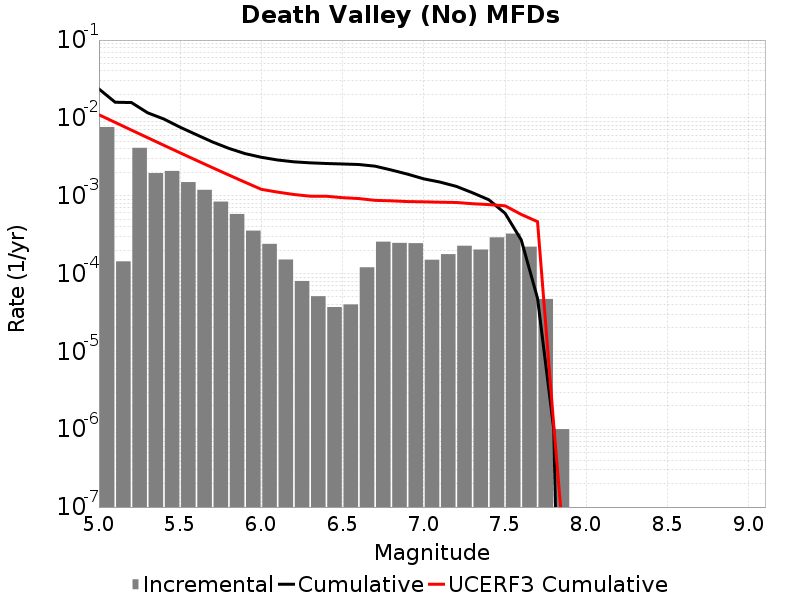 Death Valley (No) MFDs
10-1
10-2
10-3
10-4
10-5
10-6
10-7
Rate (1/yr)
5.0 5.5 6.0 6.5 7.0 7.5 8.0 8.5 9.0
Magnitude
Incremental Cumulative UCERF3 Cumulative